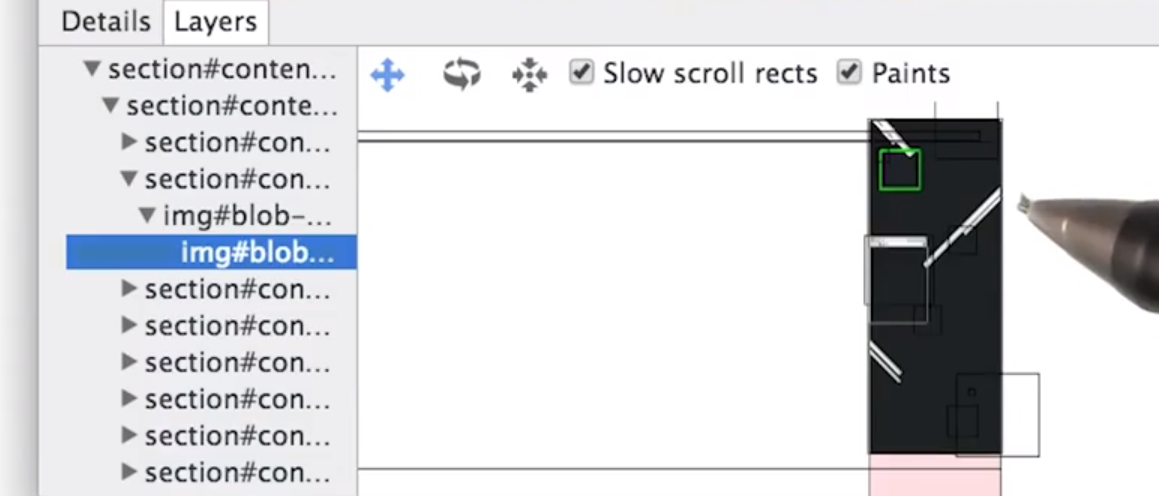 Details Layers
section#conten...
Slow scroll rects Paints
section#conte...
section#con...
section#con...
img#blob-...
img#blob...
section#con...
section#con...
section#con...
section#con...
section#con...
section#con...